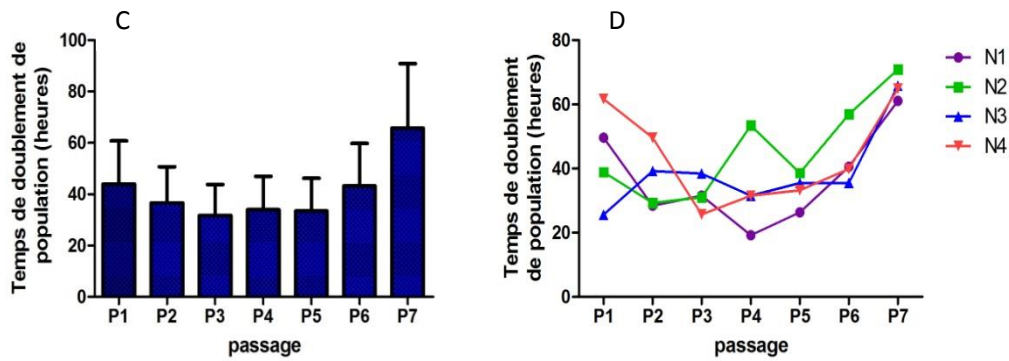 C
Temps de doublement de
population (heures)
100
80
60
40
20
0
P1 P2 P3 P4 P5 P6 P7
passage
D
Temps de doublement
de population (heures)
80
60
40
20
0
P1 P2 P3 P4 P5 P6 P7
passage
N1
N2
N3
N4